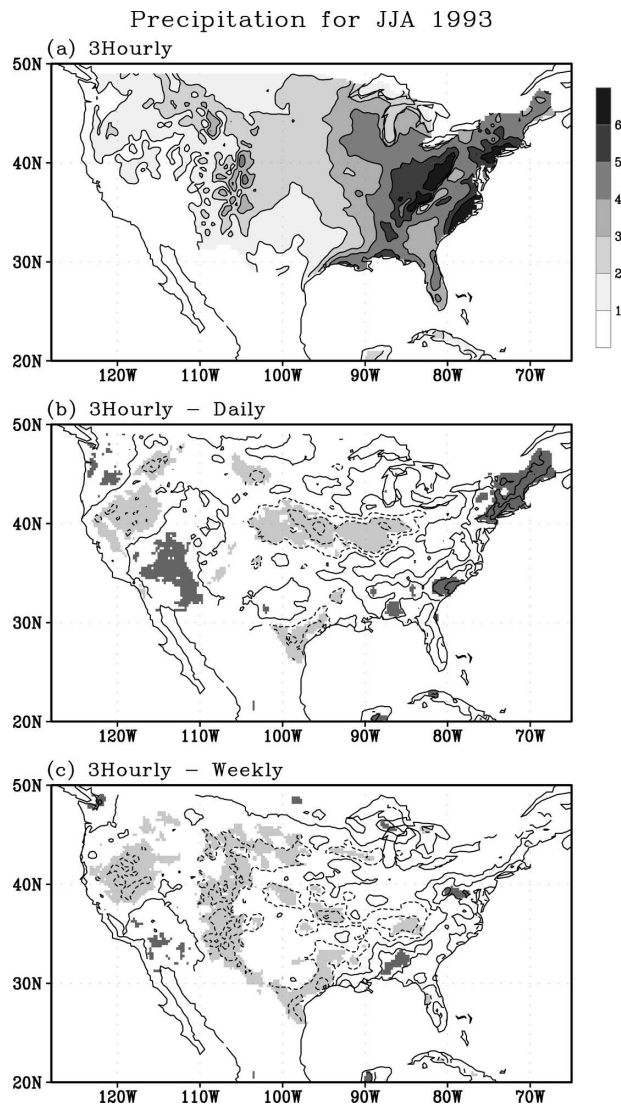 Precipitation for JJA 1993
(a) 3Hourly
50N
40N
30N
20N
120W 110W 100W 90W 80W 70W
6
5
4
3
2
1
(b) 3Hourly – Daily
50N
40N
30N
20N
120W 110W 100W 90W 80W 70W
(c) 3Hourly – Weekly
50N
40N
30N
20N
120W 110W 100W 90W 80W 70W